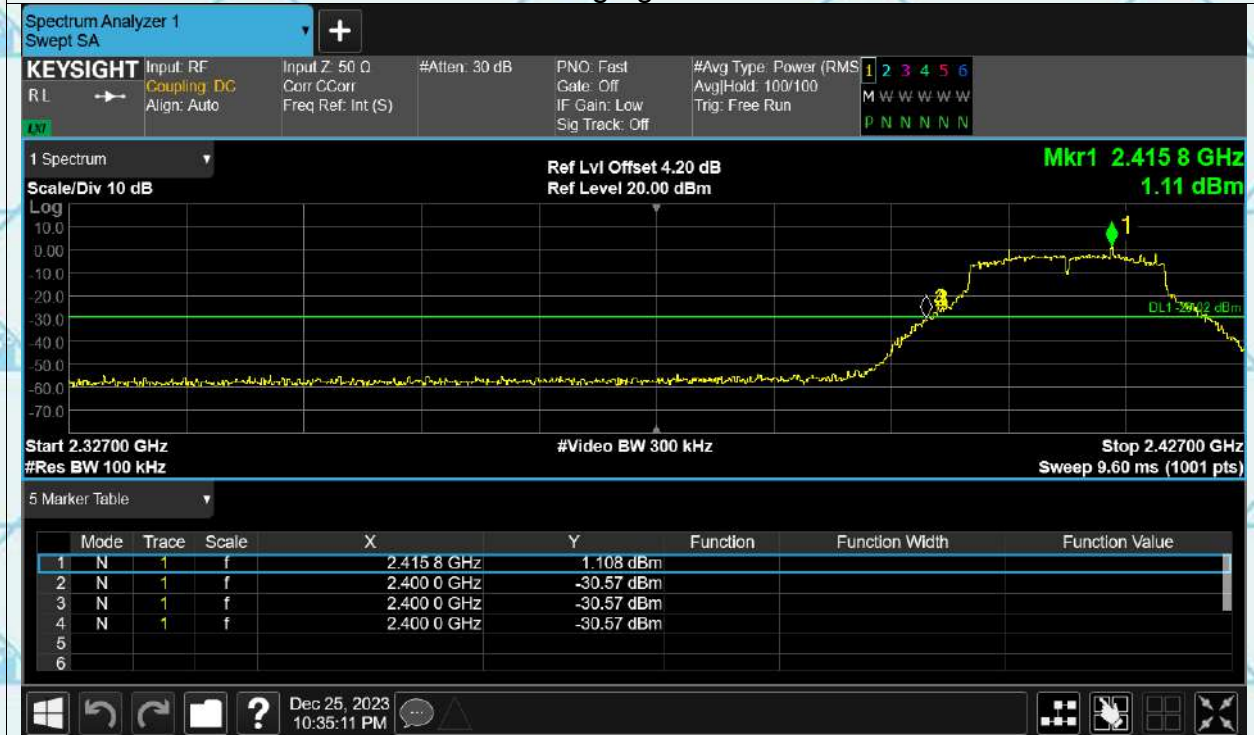 Spectrum Analyzer 1
Swept SA
+
KEYSIGHT Input: RF Input Z: 50 Ω #Atten: 30 dB PNO: Fast #Avg Type: Power (RMS 1 2 3 4 5 6
RL Coupling: DC Corr CCorr Gate: Off Avg|Hold: 100/100 M W W W W W
Align: Auto Freq Ref: Int (S) IF Gain: Low Trig: Free Run
LXI Sig Track: Off P N N N N N
1 Spectrum
Ref Lvl Offset 4.20 dB Mkr1 2.415 8 GHz
Scale/Div 10 dB Ref Level 20.00 dBm 1.11 dBm
Log
10.0
1
0.00
-10.0
-20.0
DL1 dBm
-30.0
-40.0
-50.0
-60.0
-70.0
Start 2.32700 GHz #Video BW 300 kHz Stop 2.42700 GHz
#Res BW 100 kHz Sweep 9.60 ms (1001 pts)
5 Marker Table
Mode Trace Scale X Y Function Function Width Function Value
1 N 1 f 2.415 8 GHz 1.108 dBm
2 N 1 f 2.400 0 GHz -30.57 dBm
3 N 1 f 2.400 0 GHz -30.57 dBm
4 N 1 f 2.400 0 GHz -30.57 dBm
5
6
?
Dec 25, 2023
10:35:11 PM